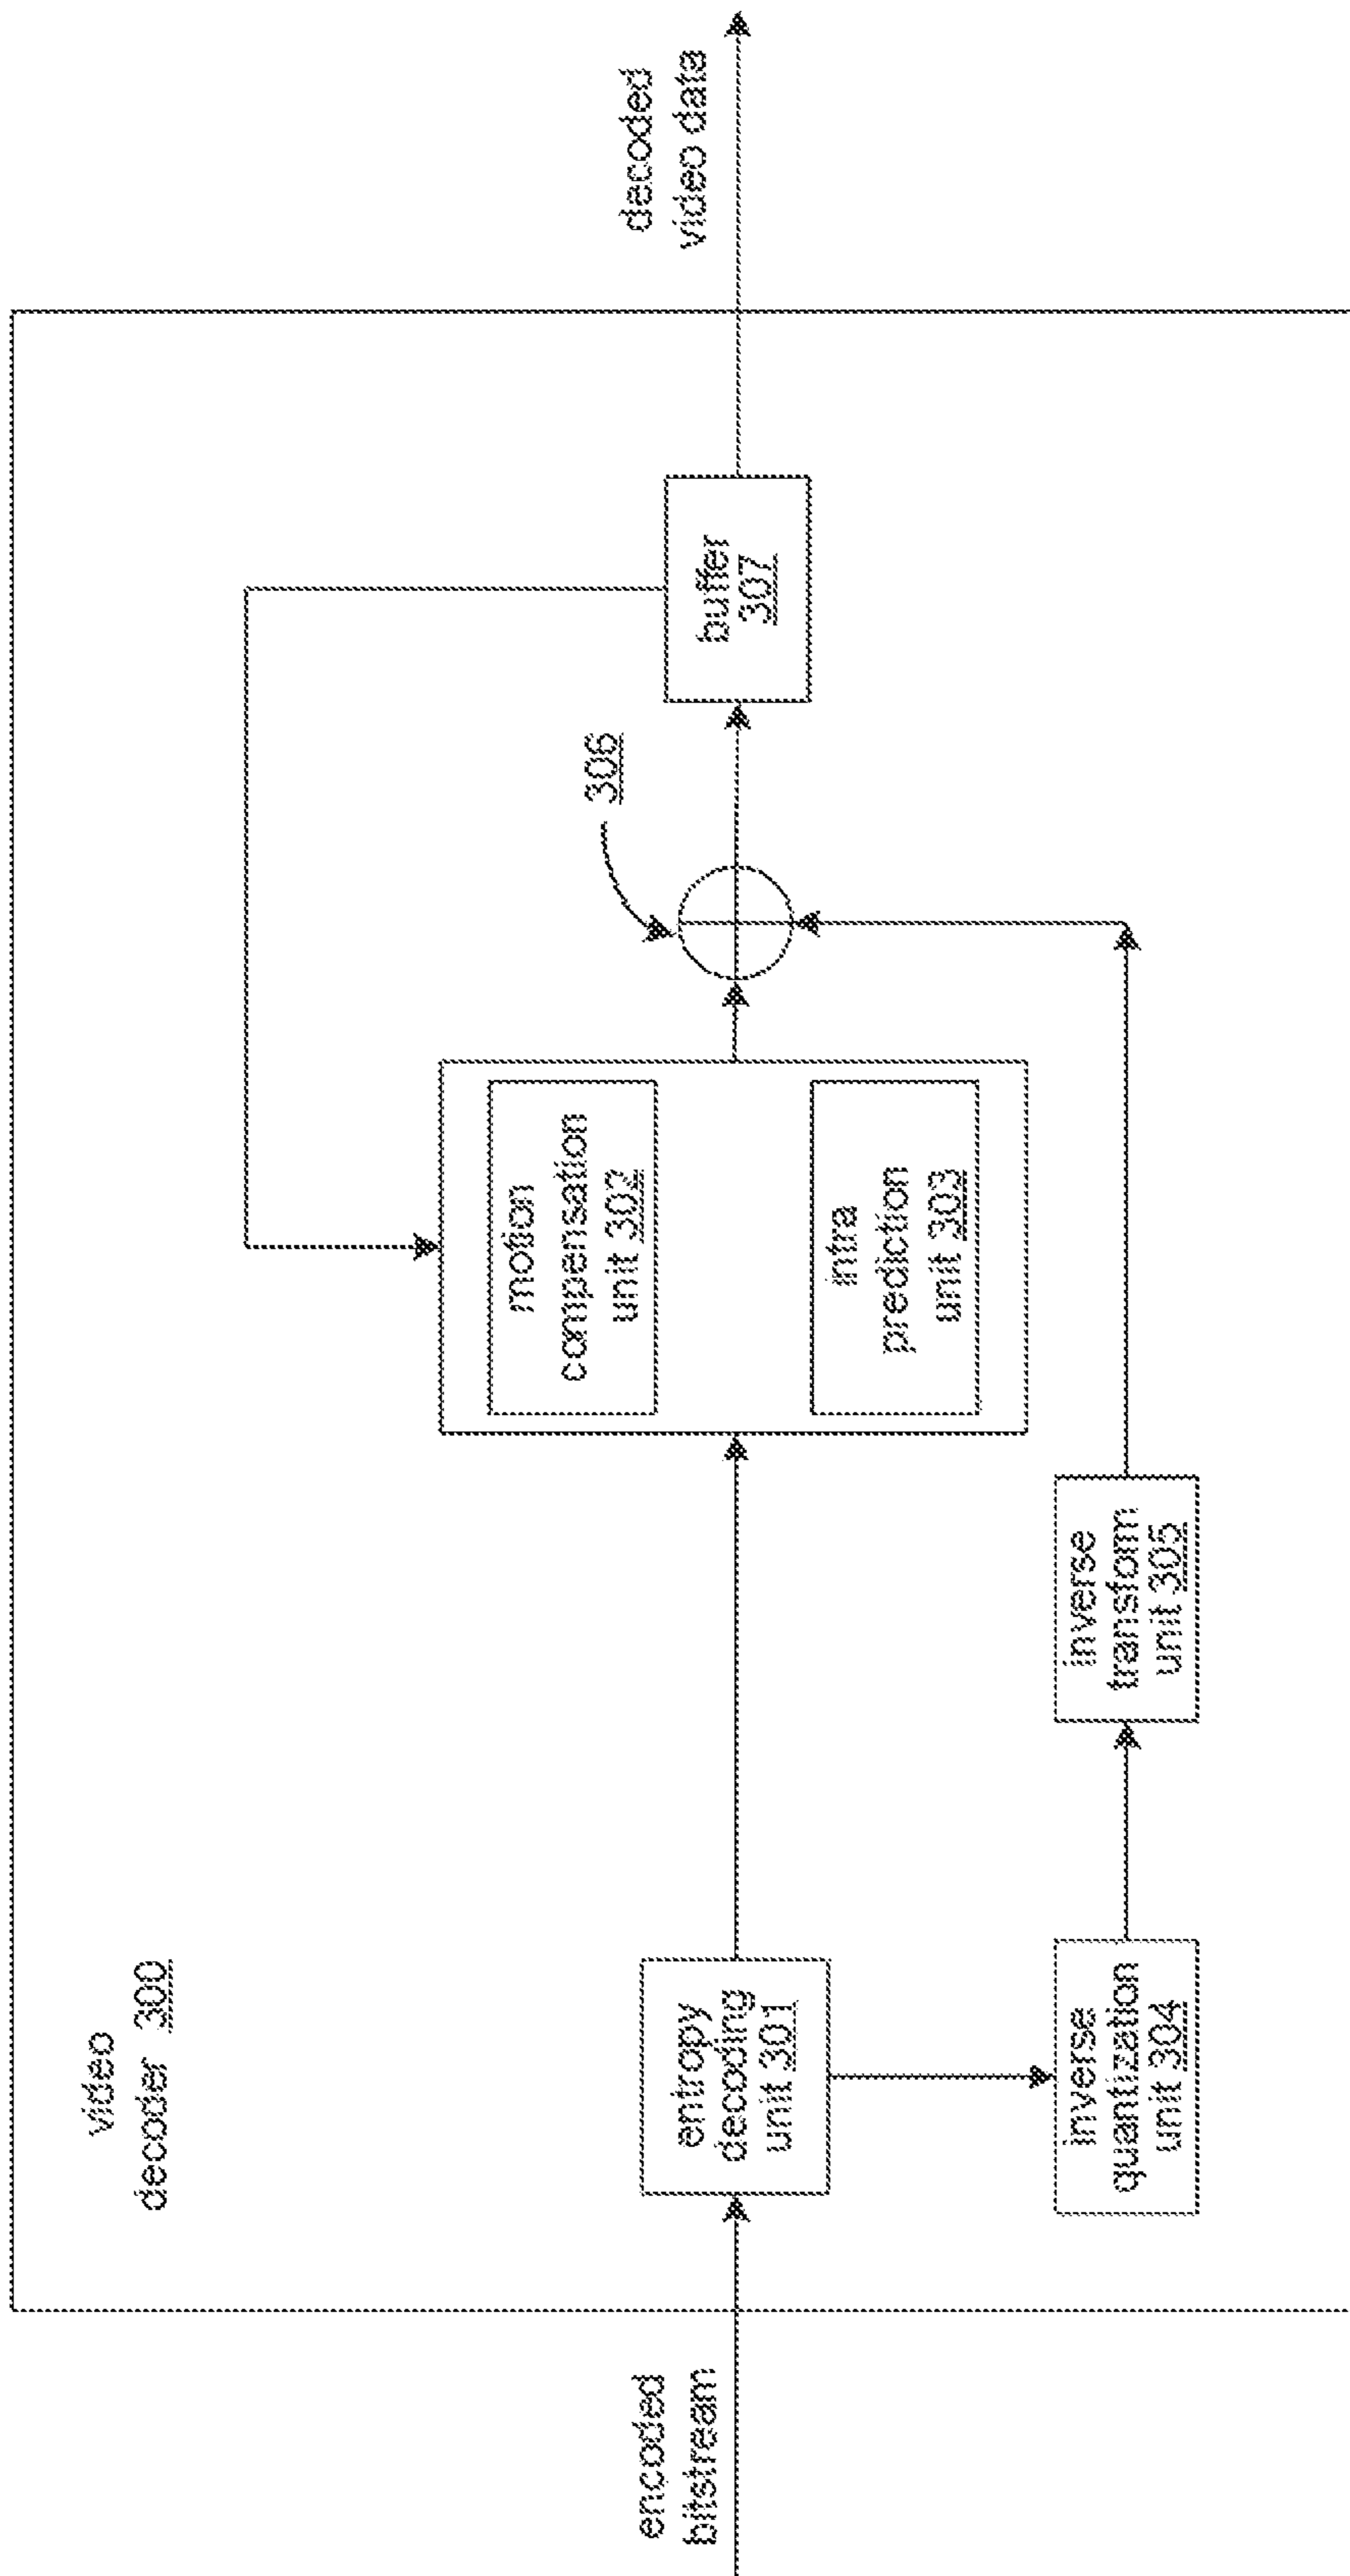 video
decoder 300
encoded
bitstream
entropy
decoding
unit 301
inverse
quantization
unit 304
inverse
transform
unit 305
motion
compensation
unit 302
intra
prediction
unit 303
306
buffer
307
decoded
video data